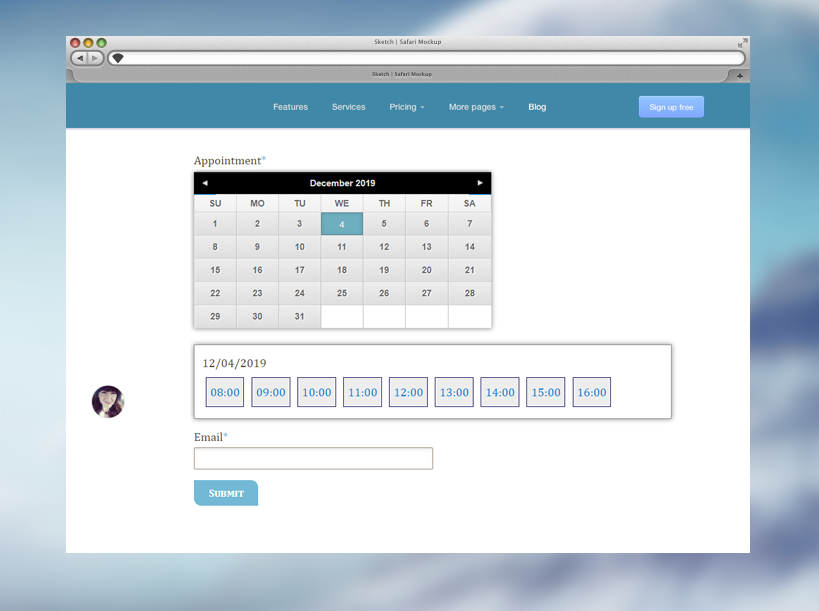 Sketch | Safari Mockup
Sketch | Safari Mockup
Features Services Pricing More pages Blog Sign up free
Appointment*
December 2019
SU MO TU WE TH FR SA
1 2 3 4 5 6 7
8 9 10 11 12 13 14
15 16 17 18 19 20 21
22 23 24 25 26 27 28
29 30 31
12/04/2019
08:00 09:00 10:00 11:00 12:00 13:00 14:00 15:00 16:00
Email*
Submit